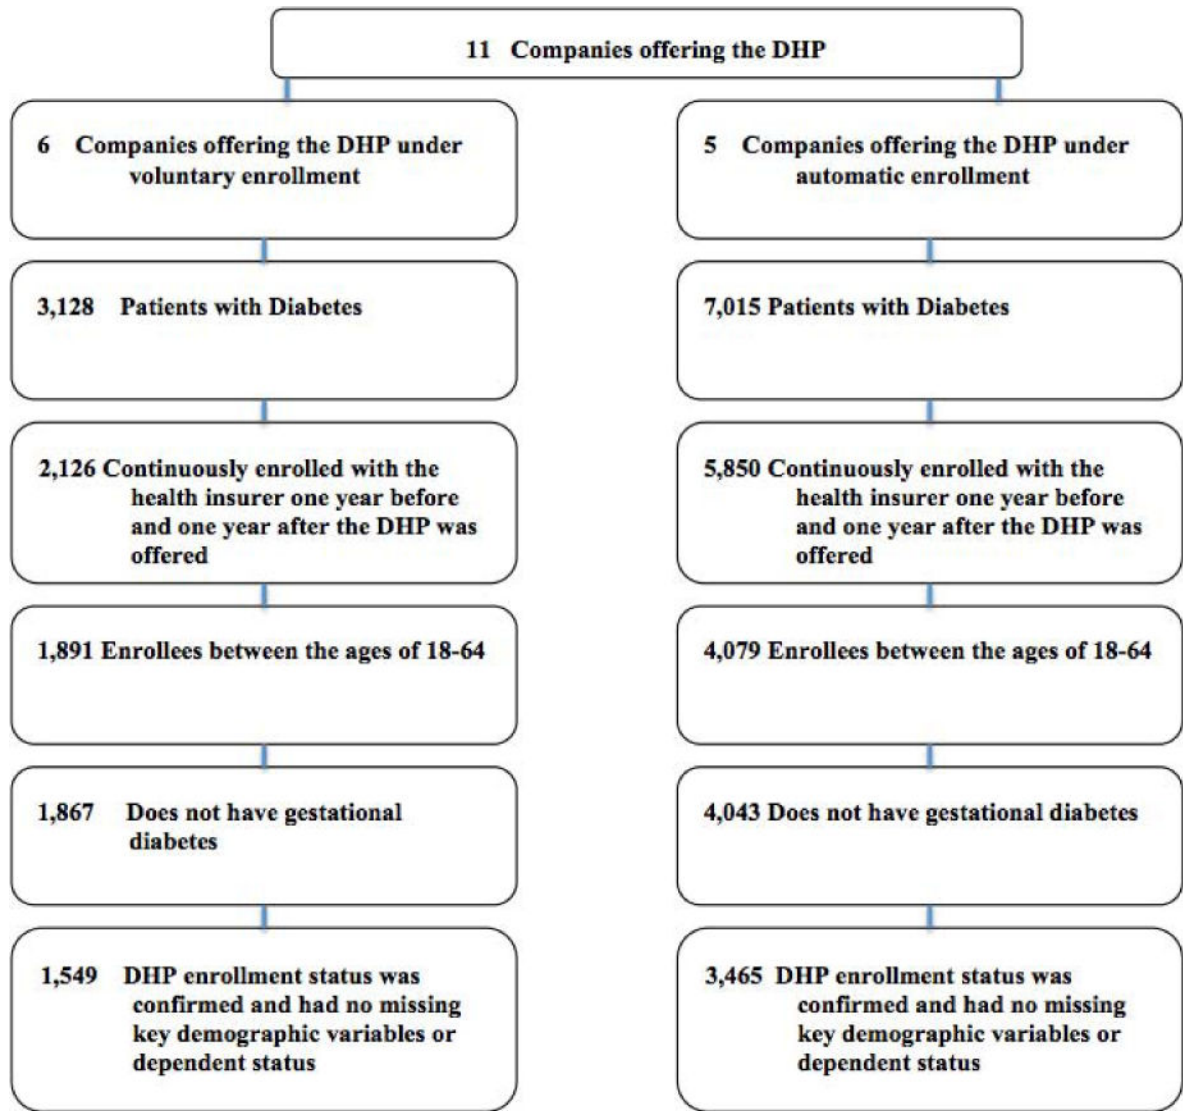 11 Companies offering the DHP
6 Companies offering the DHP under
voluntary enrollment
3,128 Patients with Diabetes
2,126 Continuously enrolled with the
health insurer one year before
and one year after the DHP was
offered
1,891 Enrollees between the ages of 18-64
1,867 Does not have gestational
diabetes
1,549 DHP enrollment status was
confirmed and had no missing
key demographic variables or
dependent status
5 Companies offering the DHP under
automatic enrollment
7,015 Patients with Diabetes
5,850 Continuously enrolled with the
health insurer one year before
and one year after the DHP was
offered
4,079 Enrollees between the ages of 18-64
4,043 Does not have gestational diabetes
3,465 DHP enrollment status was
confirmed and had no missing
key demographic variables or
dependent status